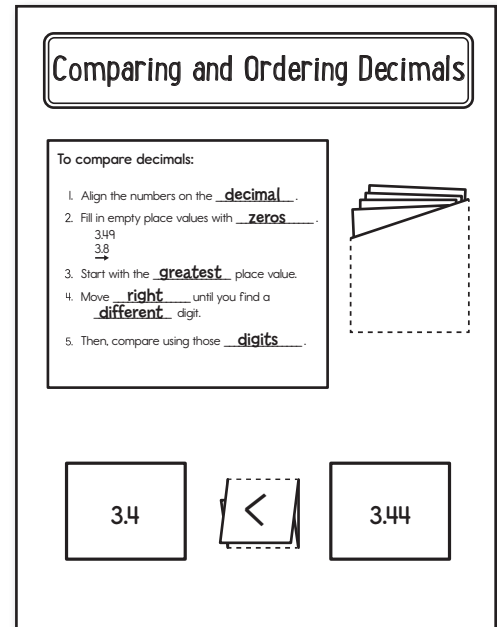 Comparing and Ordering Decimals
To compare decimals:
1. Align the numbers on the decimal.
2. Fill in empty place values with zeros.
3.49
3.8
3. Start with the greatest place value.
4. Move right until you find a
different digit.
5. Then, compare using those digits.
3.4 < 3.44